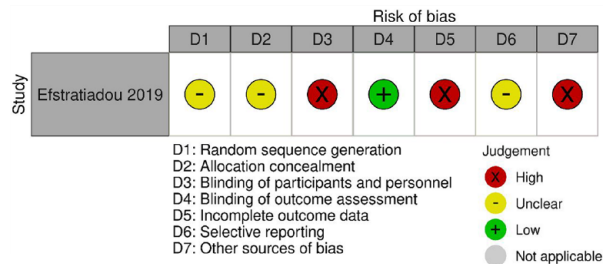 Risk of bias
D1 D2 D3 D4 D5 D6 D7
Study
Efstratiadou 2019 - - X + X - X
D1: Random sequence generation
D2: Allocation concealment
D3: Blinding of participants and personnel
D4: Blinding of outcome assessment
D5: Incomplete outcome data
D6: Selective reporting
D7: Other sources of bias
Judgement
X High
- Unclear
+ Low
Not applicable